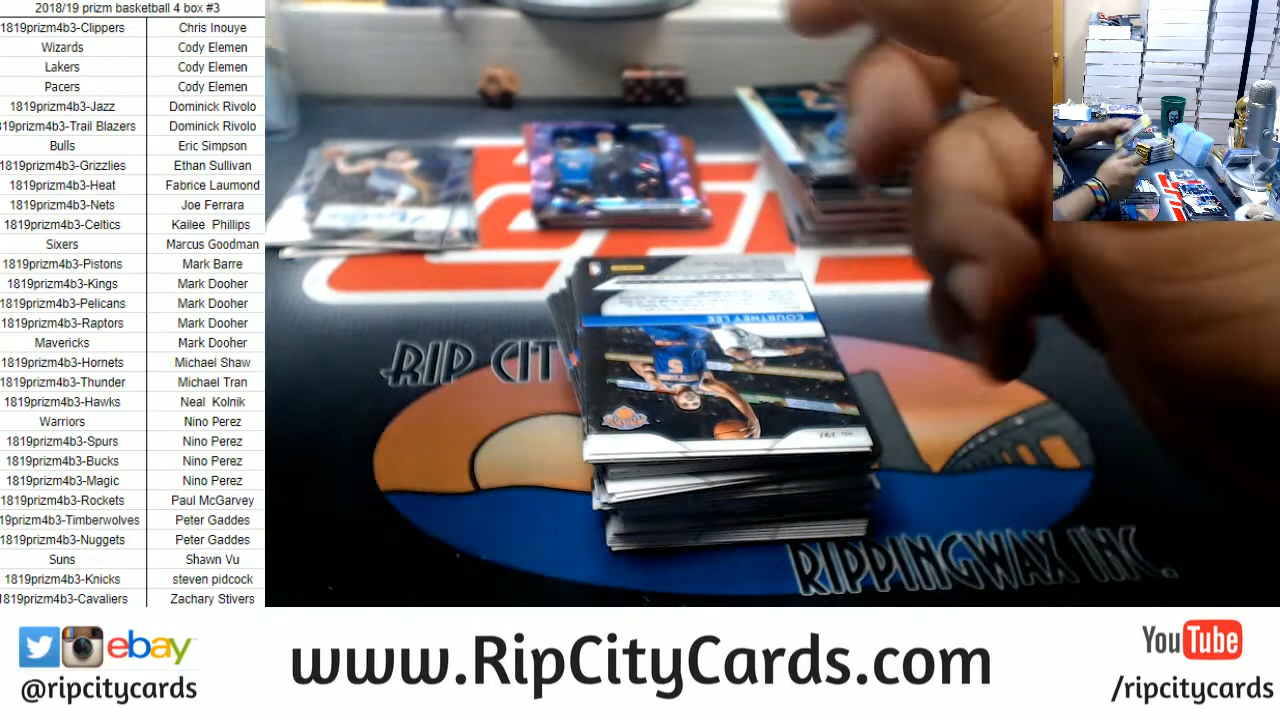 2018/19 prizm basketball 4 box #3
1819prizm4b3-Clippers Chris Inouye
Wizards Cody Elemen
Lakers Cody Elemen
Pacers Cody Elemen
1819prizm4b3-Jazz Dominick Rivolo
19prizm4b3-Trail Blazers Dominick Rivolo
Bulls Eric Simpson
819prizm4b3-Grizzlies Ethan Sullivan
1819prizm4b3-Heat Fabrice Laumond
1819prizm4b3-Nets Joe Ferrara
1819prizm4b3-Celtics Kailee Phillips
Sixers Marcus Goodman
1819prizm4b3-Pistons Mark Barre
1819prizm4b3-Kings Mark Dooher
1819prizm4b3-Pelicans Mark Dooher
1819prizm4b3-Raptors Mark Dooher
Mavericks Mark Dooher
1819prizm4b3-Hornets Michael Shaw
1819prizm4b3-Thunder Michael Tran
1819prizm4b3-Hawks Neal Kolnik
Warriors Nino Perez
1819prizm4b3-Spurs Nino Perez
1819prizm4b3-Bucks Nino Perez
1819prizm4b3-Magic Nino Perez
1819prizm4b3-Rockets Paul McGarvey
19prizm4b3-Timberwolves Peter Gaddes
1819prizm4b3-Nuggets Peter Gaddes
Suns Shawn Vu
1819prizm4b3-Knicks steven pidcock
1819prizm4b3-Cavaliers Zachary Stivers
COURTNEY LEE
RIP CIT
RIPPINGWAX INC.
ebay
@ripcitycards
www.RipCityCards.com
YouTube
/ripcitycards